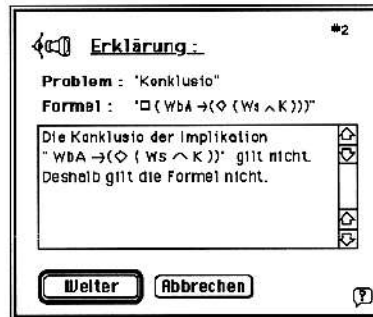 #2
Erklärung :
Problem : "Konklusio"
Formel : "□ ( WbA →(◇ ( Ws ∧ K )))"
Die Konklusio der Implikation
" WbA →(◇ ( Ws ∧ K ))" gilt nicht.
Deshalb gilt die Formel nicht.
Weiter Abbrechen ?